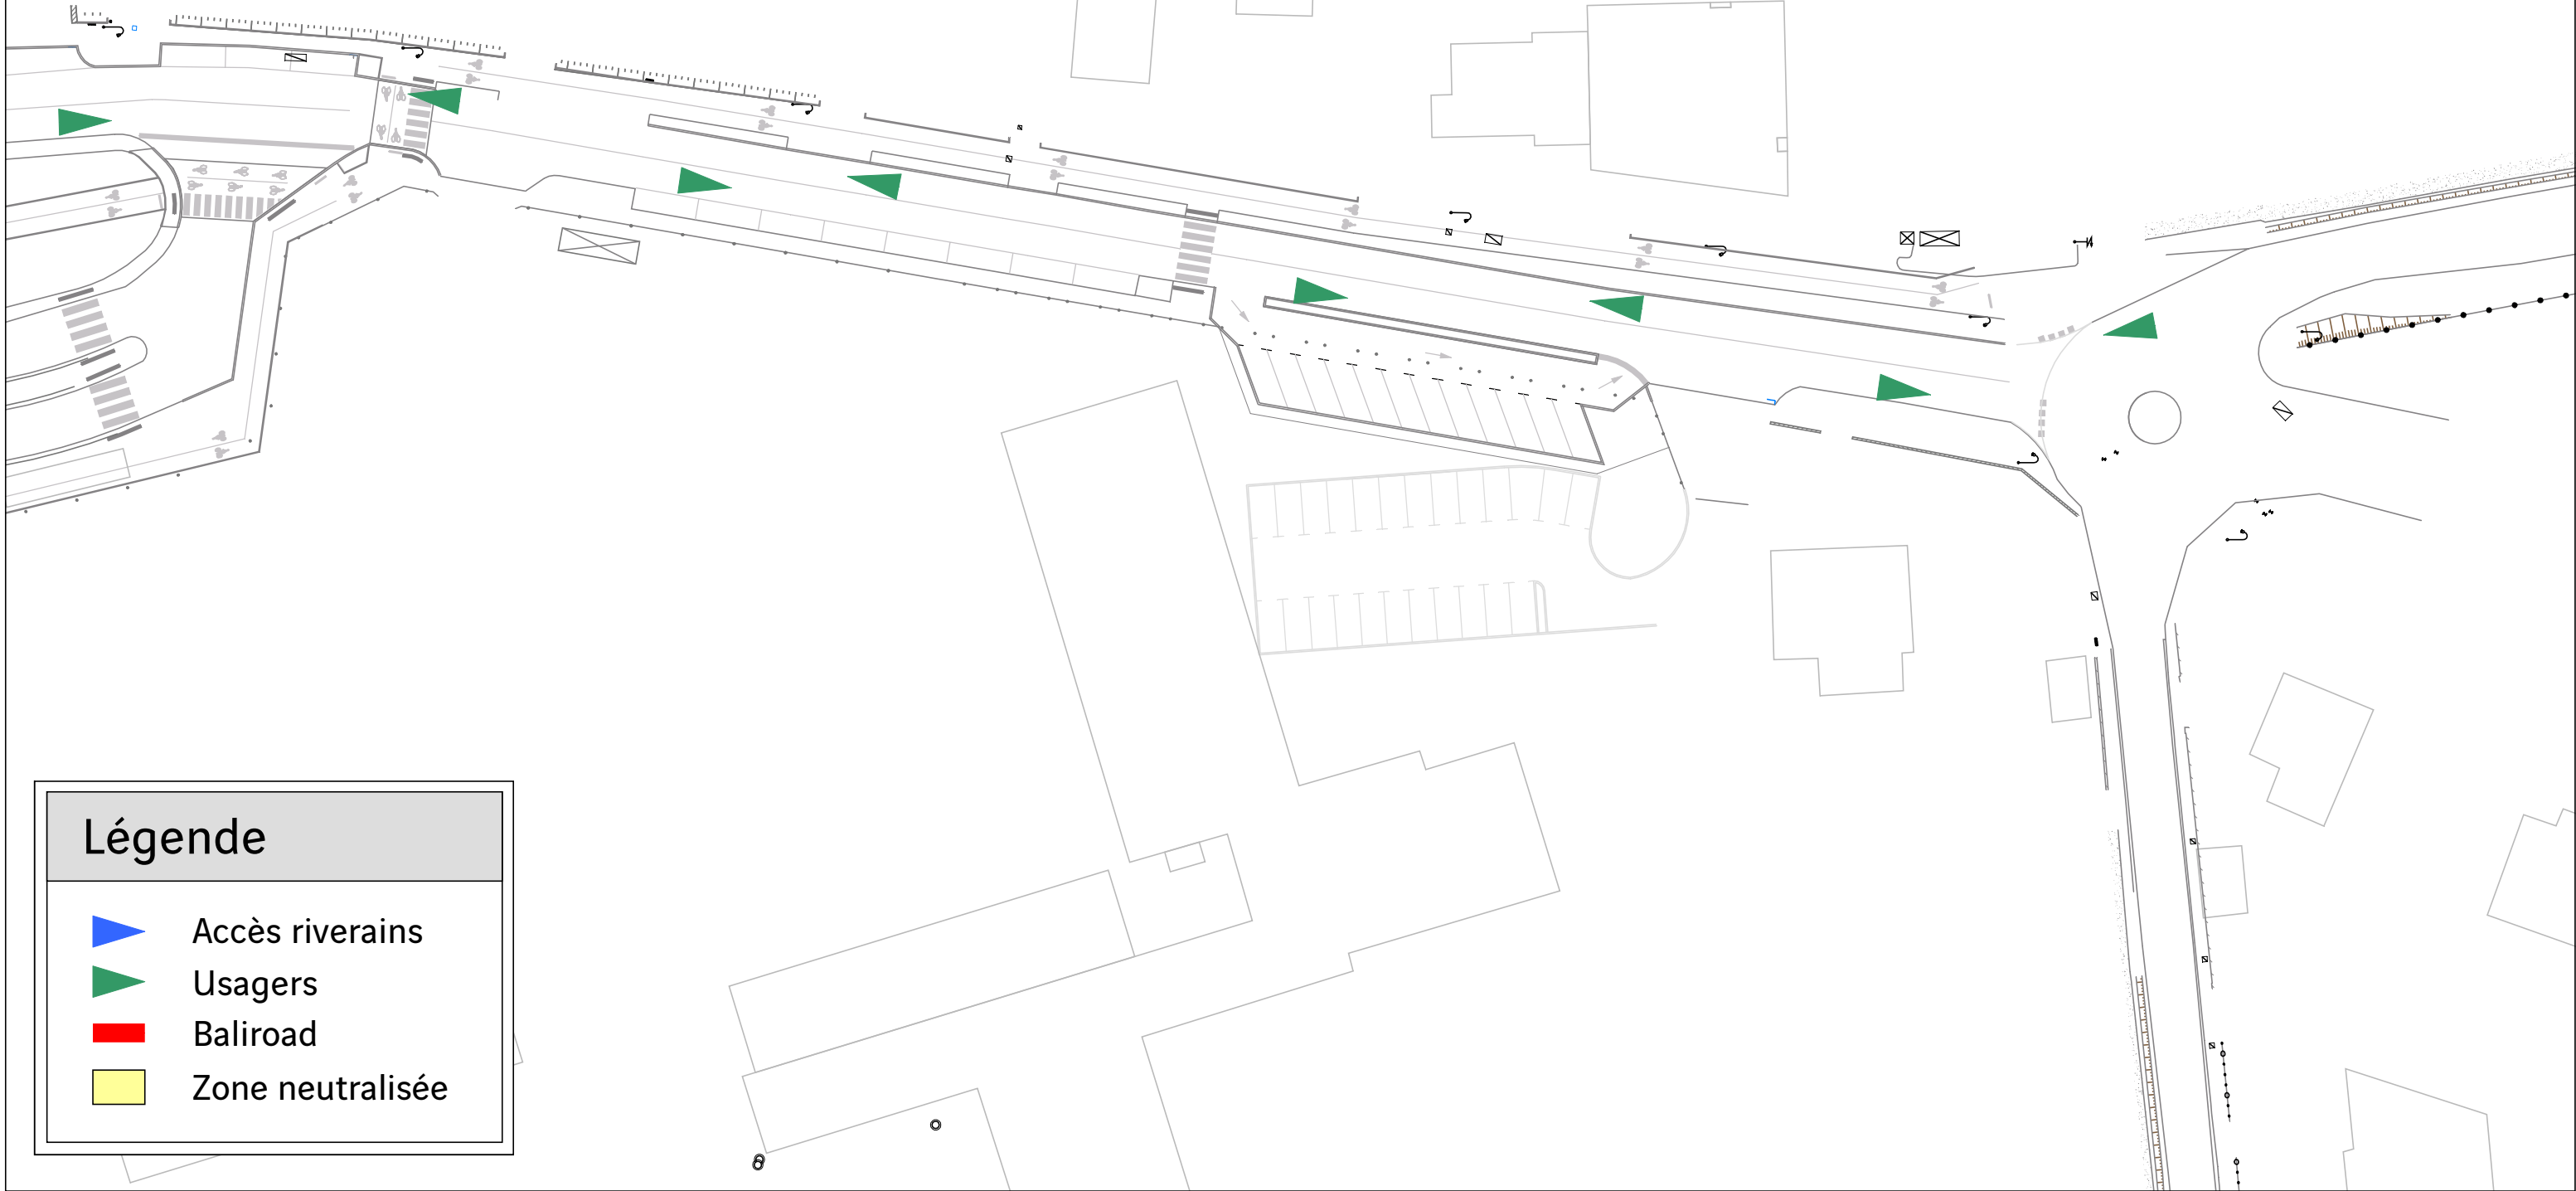 Légende
Accès riverains
Usagers
Baliroad
Zone neutralisée